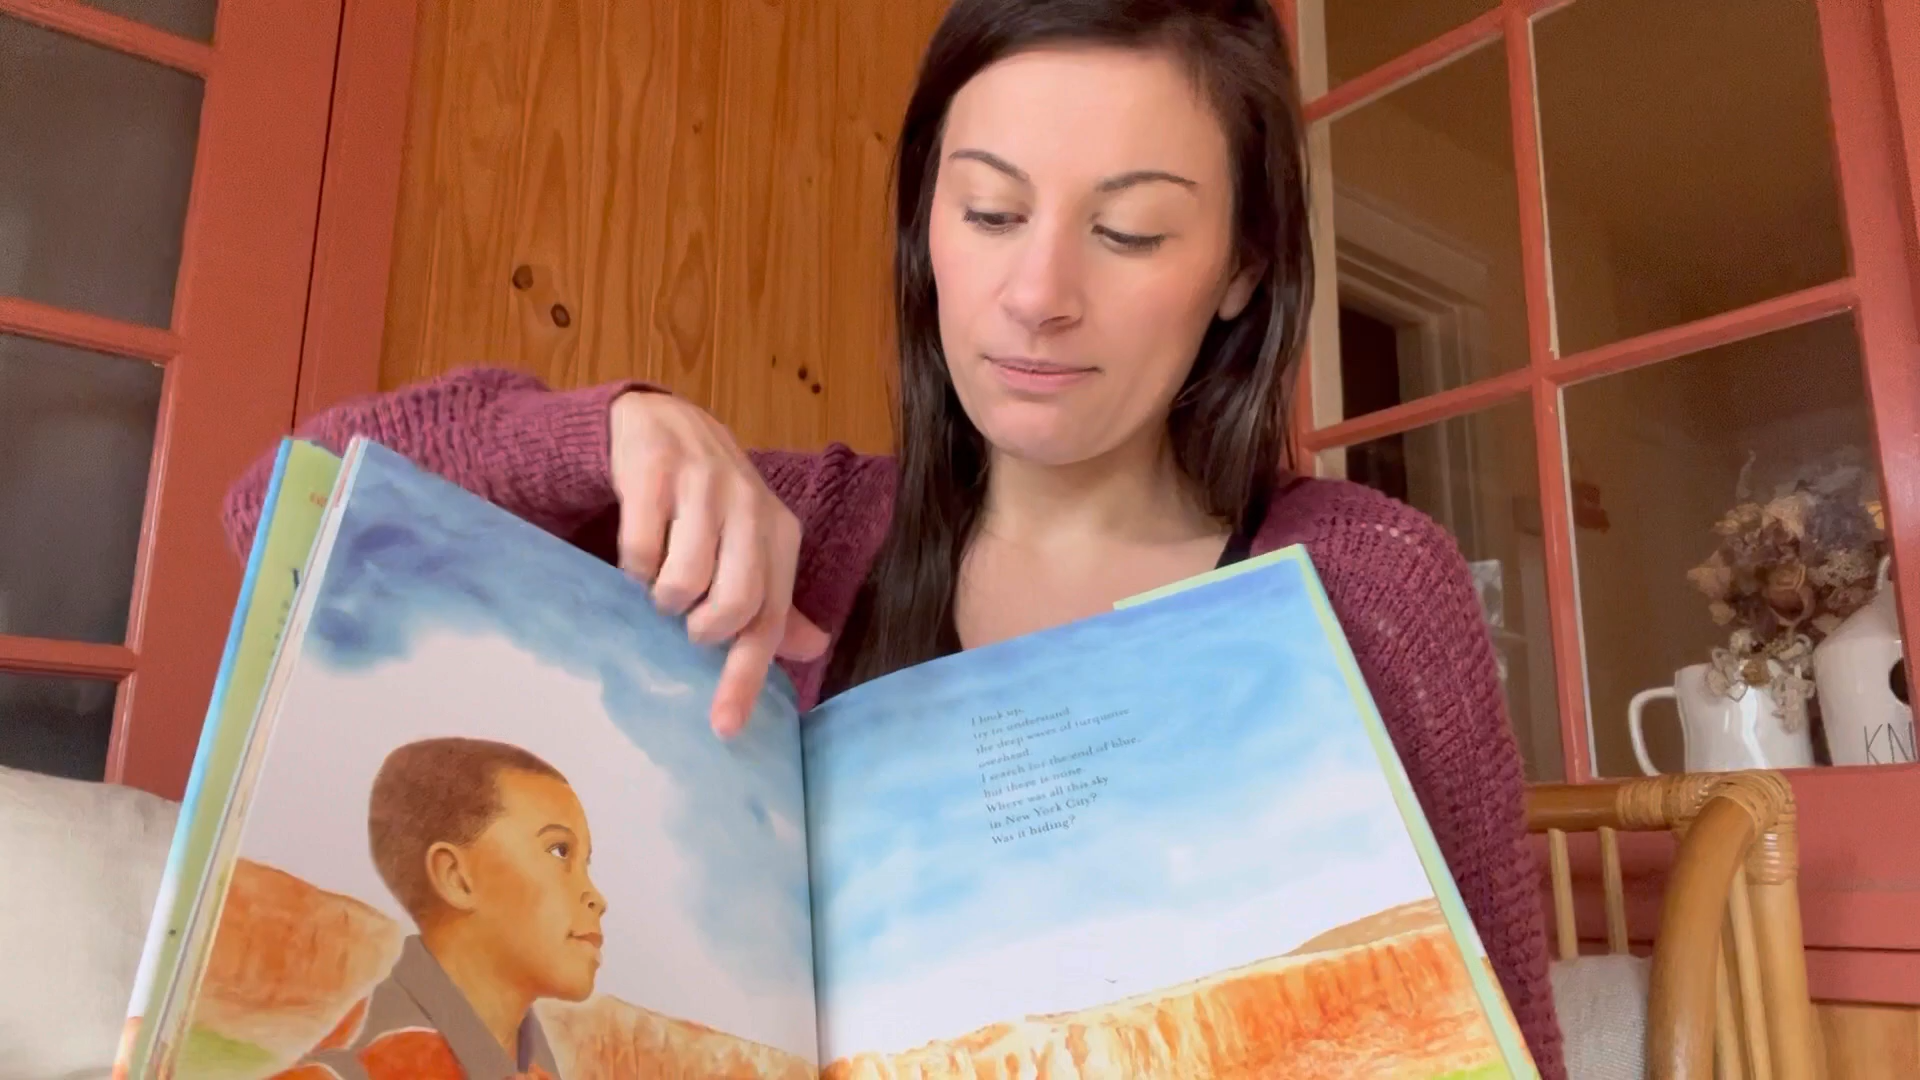 I look up,
try to understand
the deep waves of turquoise
overhead.
I search for the end of blue,
but there is none.
Where was all this sky
in New York City?
Was it hiding?
KN